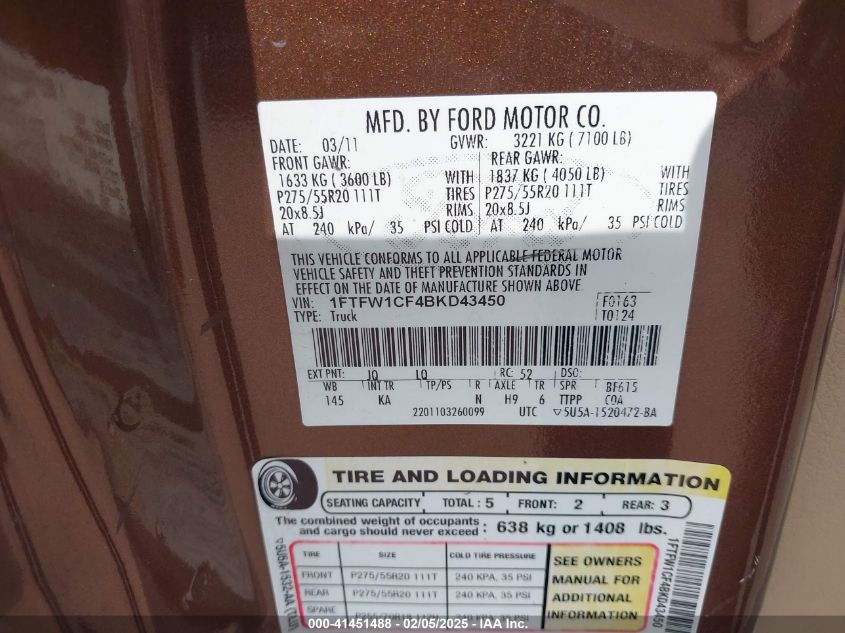 MFD. BY FORD MOTOR CO.
DATE: 03/11 GVWR: 3221 KG ( 7100 LB)
FRONT GAWR: REAR GAWR:
1633 KG ( 3600 LB) WITH 1837 KG ( 4050 LB) WITH
P275/55R20 111T TIRES P275/55R20 111T TIRES
20x8.5J RIMS 20x8.5J RIMS
AT 240 kPa/ 35 PSI COLD AT 240 kPa/ 35 PSI COLD
THIS VEHICLE CONFORMS TO ALL APPLICABLE FEDERAL MOTOR
VEHICLE SAFETY AND THEFT PREVENTION STANDARDS IN
EFFECT ON THE DATE OF MANUFACTURE SHOWN ABOVE.
VIN: 1FTFW1CF4BKD43450 F0163
TYPE: Truck T0124
EXT PNT: JQ LQ RC: 52 DSO:
WB INT TR TP/PS R AXLE TR SPR BF615
145 KA N H9 6 TTPP COA
2201103260099 UTC ▽5U5A-1520472-BA
TIRE AND LOADING INFORMATION
SEATING CAPACITY TOTAL : 5 FRONT: 2 REAR: 3
The combined weight of occupants
and cargo should never exceed : 638 kg or 1408 lbs.
TIRE SIZE COLD TIRE PRESSURE
FRONT P275/55R20 111T 240 KPA, 35 PSI
REAR P275/55R20 111T 240 KPA, 35 PSI
SPARE
SEE OWNERS
MANUAL FOR
ADDITIONAL
INFORMATION
1FTFW1CF4BKD43450
000-41451488 - 02/05/2025 - IAA Inc.